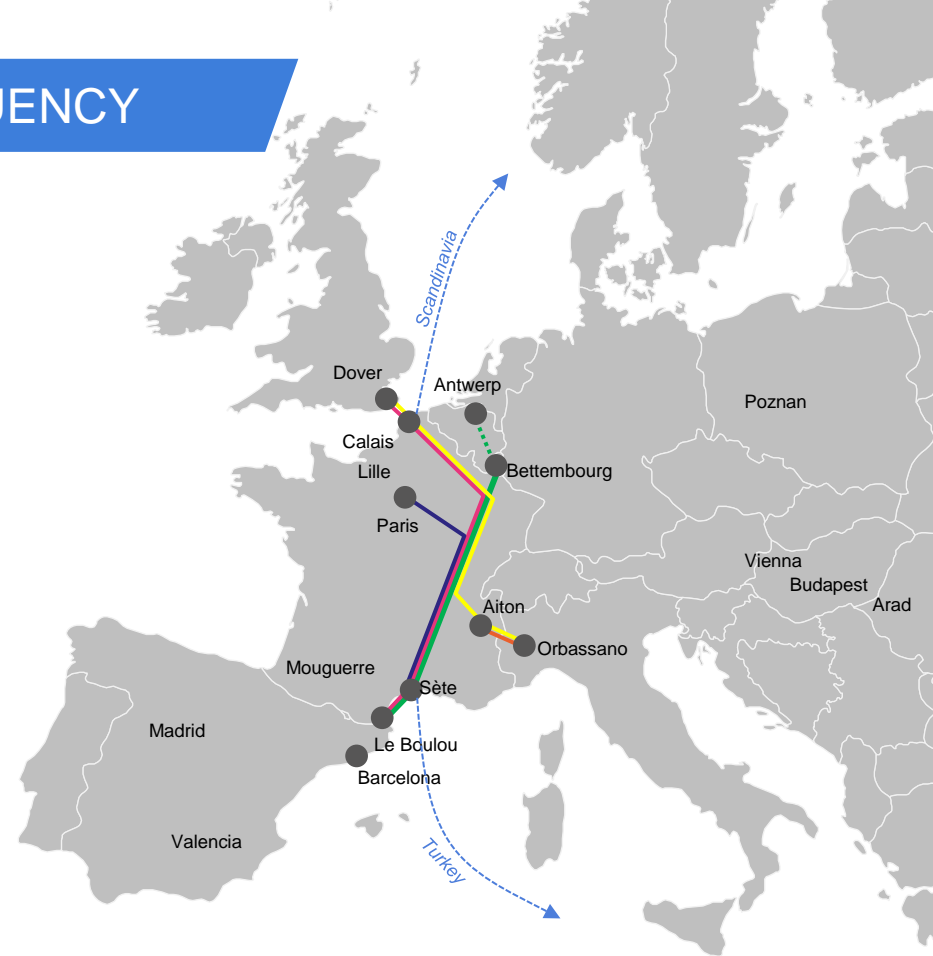 UENCY
Scandinavia
Dover
Antwerp
Poznan
Calais
Lille
Bettembourg
Paris
Vienna
Budapest
Arad
Aiton
Orbassano
Mouguerre
Sète
Madrid
Le Boulou
Barcelona
Valencia
Turkey